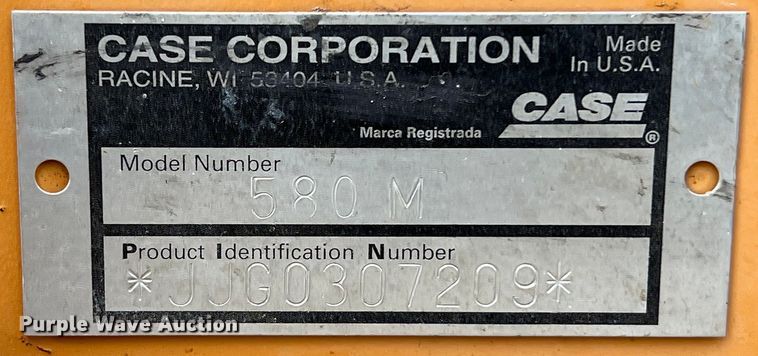 CASE CORPORATION
RACINE, WI 53404 U.S.A.
Made
In U.S.A.
CASE
®
Marca Registrada
Model Number
580 M
Product Identification Number
*JJG0307209*
Purple Wave Auction